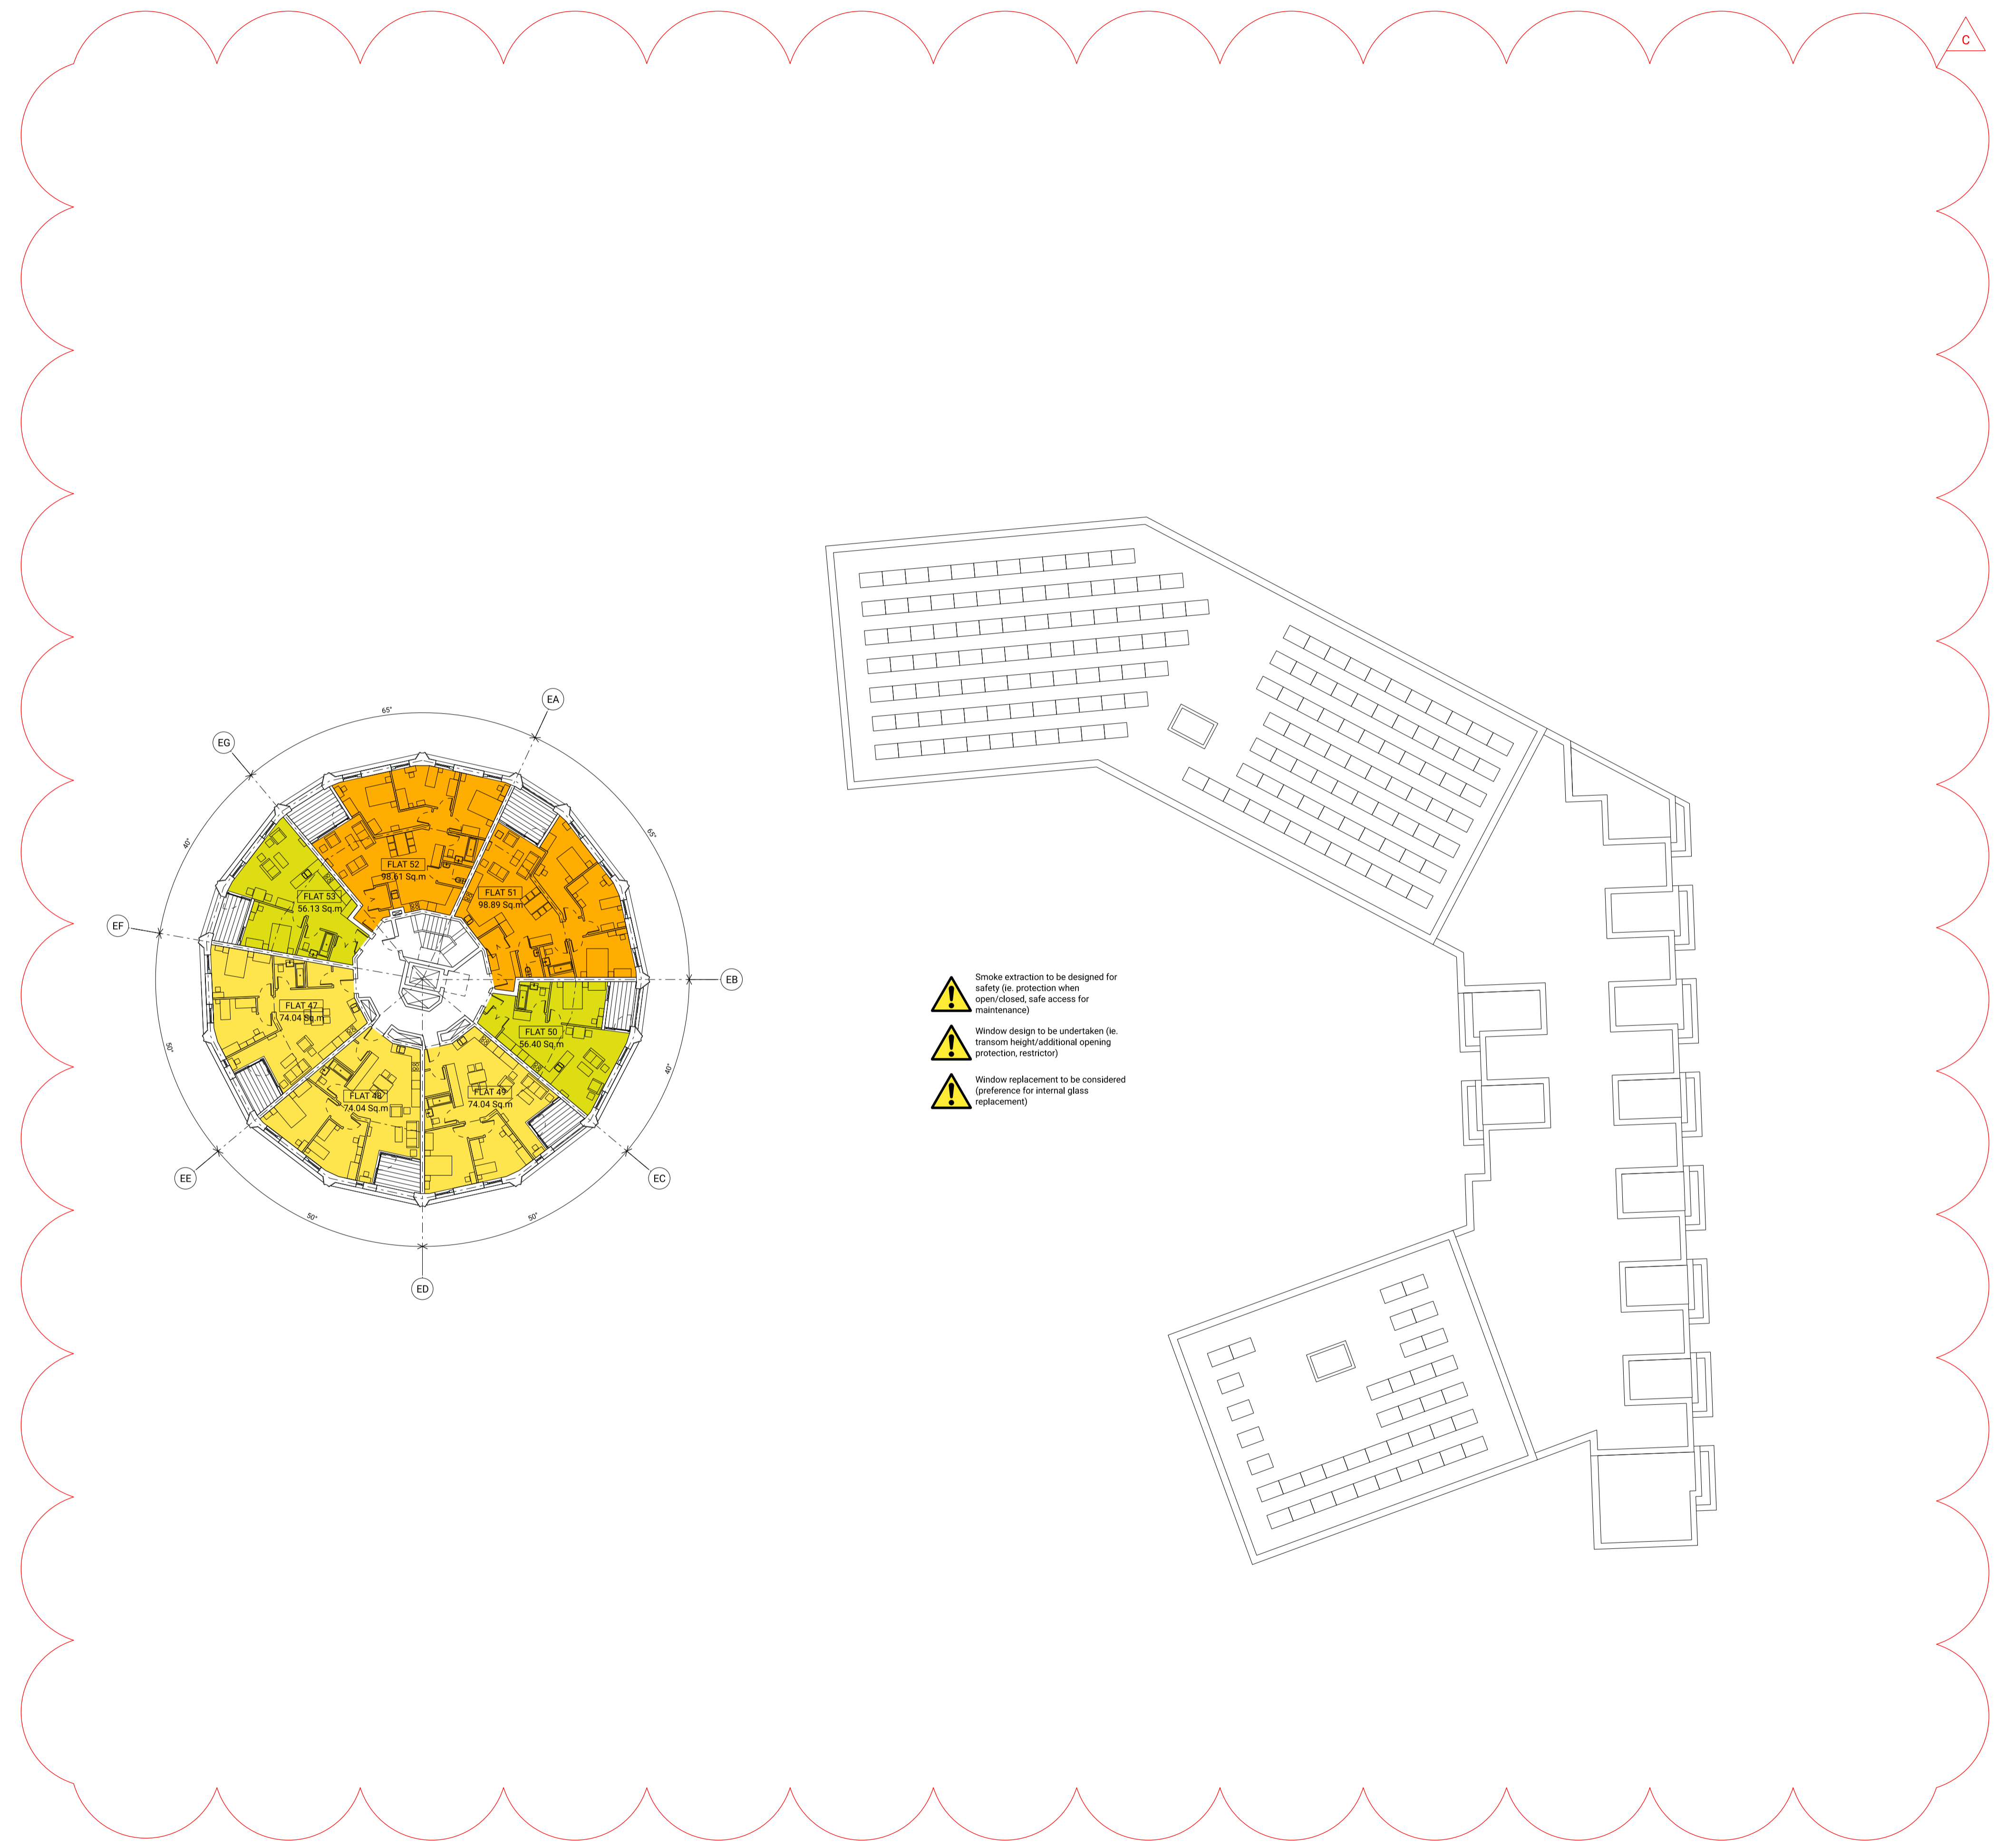 C
EA
65°
EG
65°
40°
FLAT 52
98.61 Sq.m
FLAT 51
98.89 Sq.m
FLAT 53
56.13 Sq.m
EF
EB
FLAT 47
74.04 Sq.m
FLAT 50
56.40 Sq.m
50°
40°
FLAT 48
74.04 Sq.m
FLAT 49
74.04 Sq.m
EE
EC
50°
50°
ED
Smoke extraction to be designed for
safety (ie. protection when
open/closed, safe access for
maintenance)
Window design to be undertaken (ie.
transom height/additional opening
protection, restrictor)
Window replacement to be considered
(preference for internal glass
replacement)